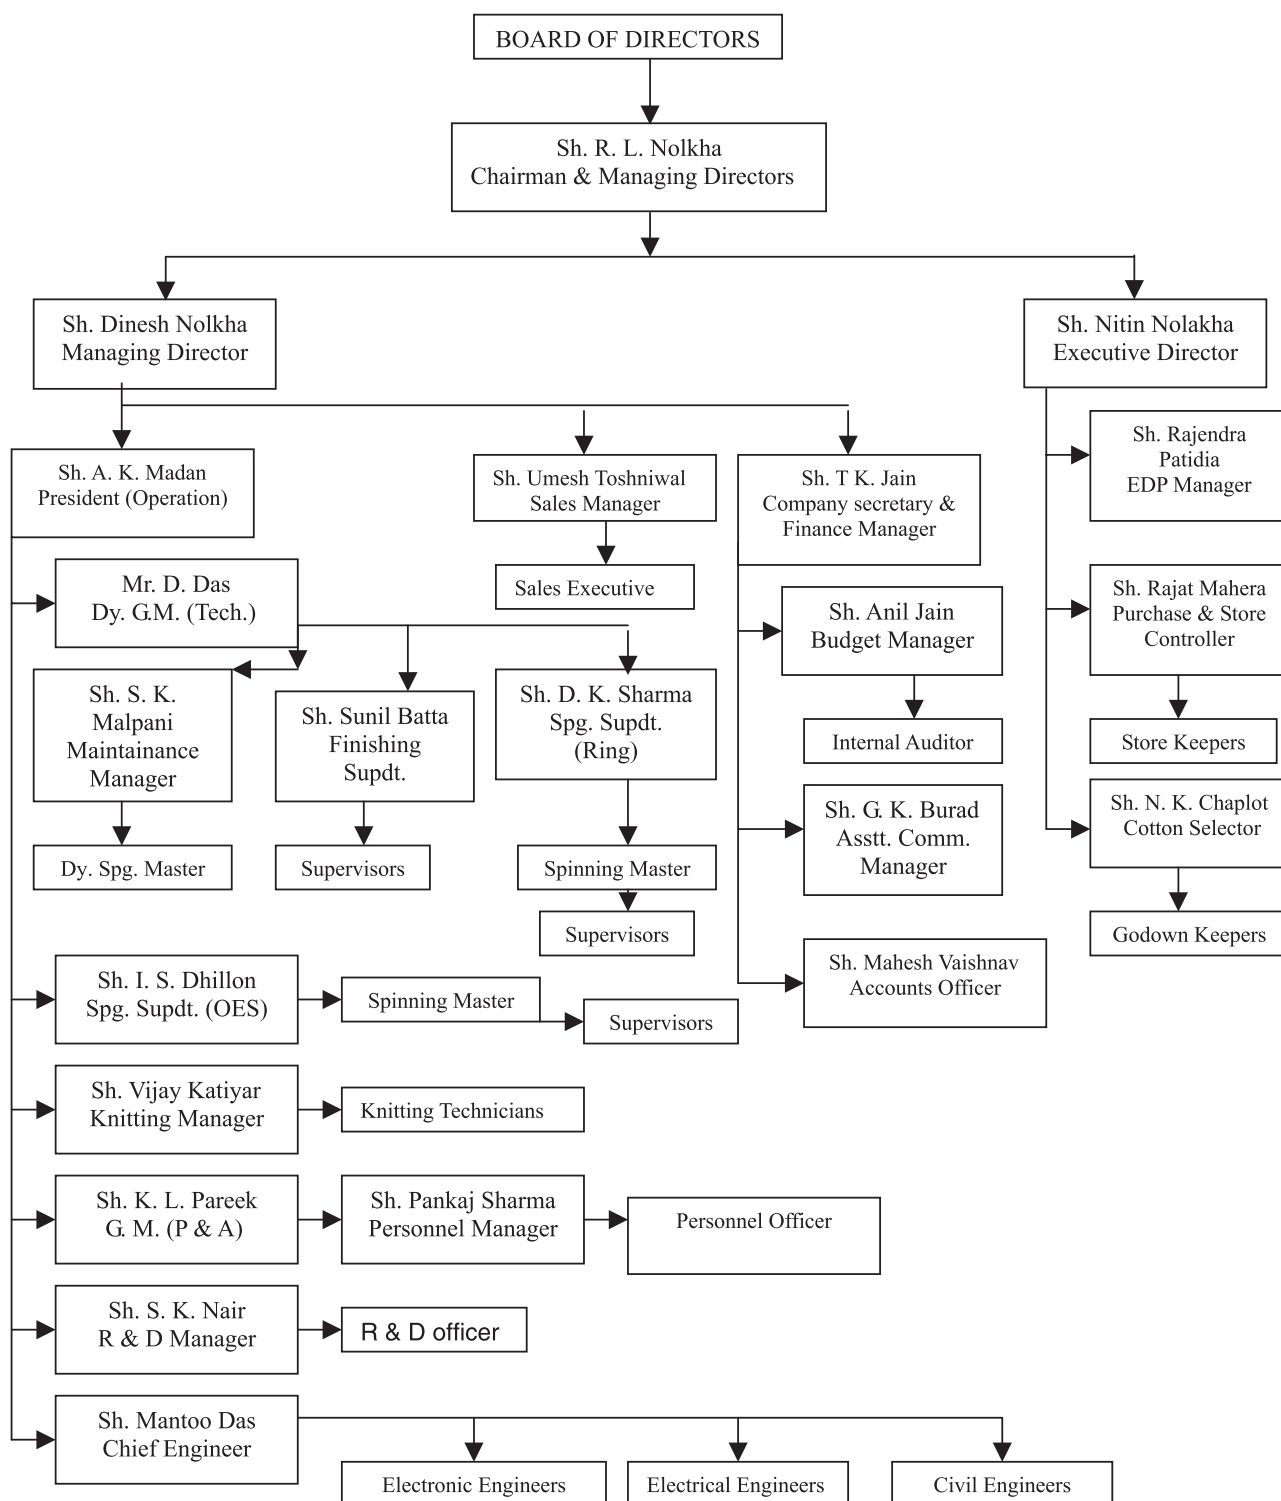 BOARD OF DIRECTORS
Sh. R. L. Nolkha
Chairman & Managing Directors
Sh. Dinesh Nolkha
Managing Director
Sh. Nitin Nolakha
Executive Director
Sh. A. K. Madan
President (Operation)
Sh. Umesh Toshniwal
Sales Manager
Sales Executive
Sh. T K. Jain
Company secretary &
Finance Manager
Sh. Rajendra
Patidia
EDP Manager
Mr. D. Das
Dy. G.M. (Tech.)
Sh. Anil Jain
Budget Manager
Internal Auditor
Sh. Rajat Mahera
Purchase & Store
Controller
Store Keepers
Sh. S. K.
Malpani
Maintainance
Manager
Dy. Spg. Master
Sh. Sunil Batta
Finishing
Supdt.
Supervisors
Sh. D. K. Sharma
Spg. Supdt.
(Ring)
Spinning Master
Supervisors
Sh. G. K. Burad
Asstt. Comm.
Manager
Sh. N. K. Chaplot
Cotton Selector
Godown Keepers
Sh. Mahesh Vaishnav
Accounts Officer
Sh. I. S. Dhillon
Spg. Supdt. (OES)
Spinning Master
Supervisors
Sh. Vijay Katiyar
Knitting Manager
Knitting Technicians
Sh. K. L. Pareek
G. M. (P & A)
Sh. Pankaj Sharma
Personnel Manager
Personnel Officer
Sh. S. K. Nair
R & D Manager
R & D officer
Sh. Mantoo Das
Chief Engineer
Electronic Engineers
Electrical Engineers
Civil Engineers